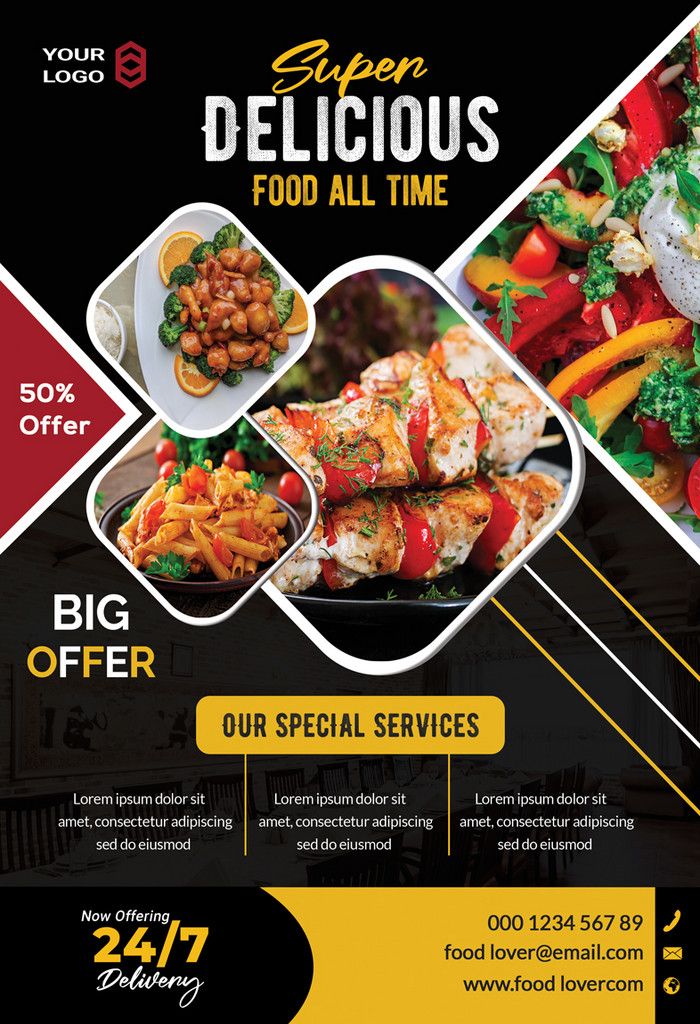 YOUR
LOGO
Super
DELICIOUS
FOOD ALL TIME
50%
Offer
BIG
OFFER
OUR SPECIAL SERVICES
Lorem ipsum dolor sit
amet, consectetur adipiscing
sed do eiusmod
Lorem ipsum dolor sit
amet, consectetur adipiscing
sed do eiusmod
Lorem ipsum dolor sit
amet, consectetur adipiscing
sed do eiusmod
Now Offering
24/7
Delivery
000 1234 567 89
food lover@email.com
www.food lovercom